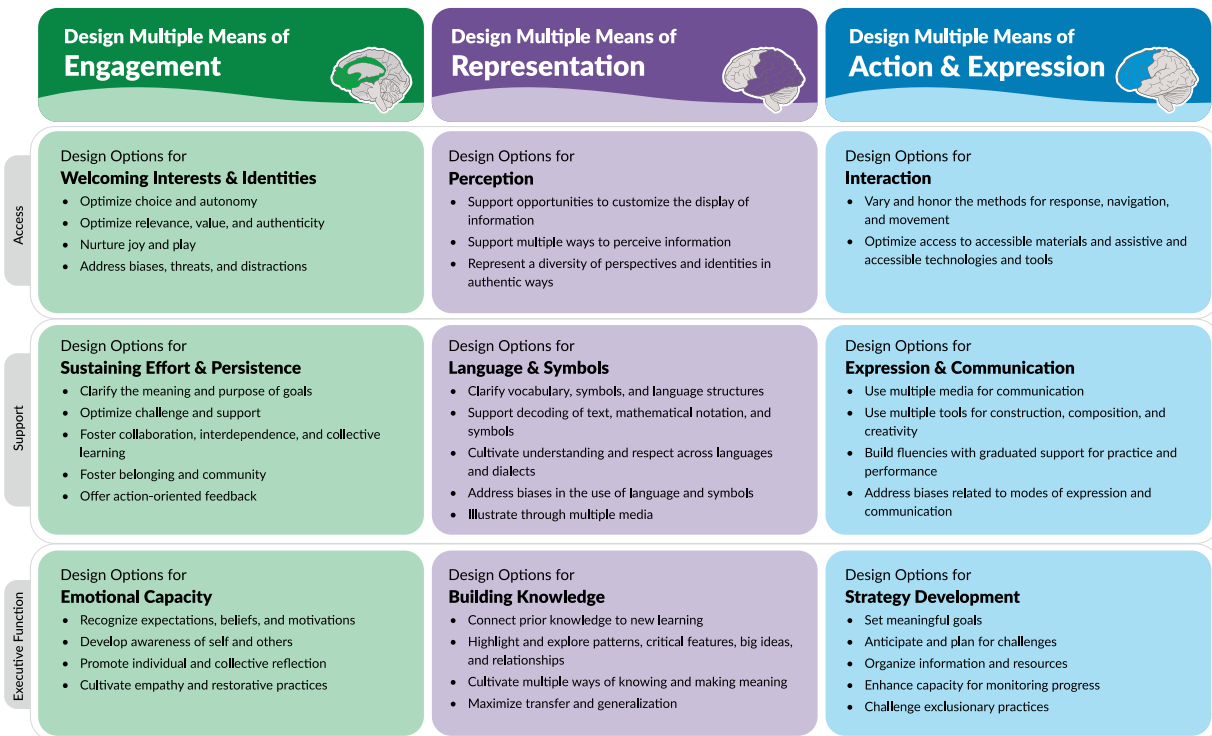 Design Multiple Means of
Engagement
Design Multiple Means of
Representation
Design Multiple Means of
Action & Expression
Access
Design Options for
Welcoming Interests & Identities
• Optimize choice and autonomy
• Optimize relevance, value, and authenticity
• Nurture joy and play
• Address biases, threats, and distractions
Design Options for
Perception
• Support opportunities to customize the display of
information
• Support multiple ways to perceive information
• Represent a diversity of perspectives and identities in
authentic ways
Design Options for
Interaction
• Vary and honor the methods for response, navigation,
and movement
• Optimize access to accessible materials and assistive and
accessible technologies and tools
Support
Design Options for
Sustaining Effort & Persistence
• Clarify the meaning and purpose of goals
• Optimize challenge and support
• Foster collaboration, interdependence, and collective
learning
• Foster belonging and community
• Offer action-oriented feedback
Design Options for
Language & Symbols
• Clarify vocabulary, symbols, and language structures
• Support decoding of text, mathematical notation, and
symbols
• Cultivate understanding and respect across languages
and dialects
• Address biases in the use of language and symbols
• Illustrate through multiple media
Design Options for
Expression & Communication
• Use multiple media for communication
• Use multiple tools for construction, composition, and
creativity
• Build fluencies with graduated support for practice and
performance
• Address biases related to modes of expression and
communication
Executive Function
Design Options for
Emotional Capacity
• Recognize expectations, beliefs, and motivations
• Develop awareness of self and others
• Promote individual and collective reflection
• Cultivate empathy and restorative practices
Design Options for
Building Knowledge
• Connect prior knowledge to new learning
• Highlight and explore patterns, critical features, big ideas,
and relationships
• Cultivate multiple ways of knowing and making meaning
• Maximize transfer and generalization
Design Options for
Strategy Development
• Set meaningful goals
• Anticipate and plan for challenges
• Organize information and resources
• Enhance capacity for monitoring progress
• Challenge exclusionary practices